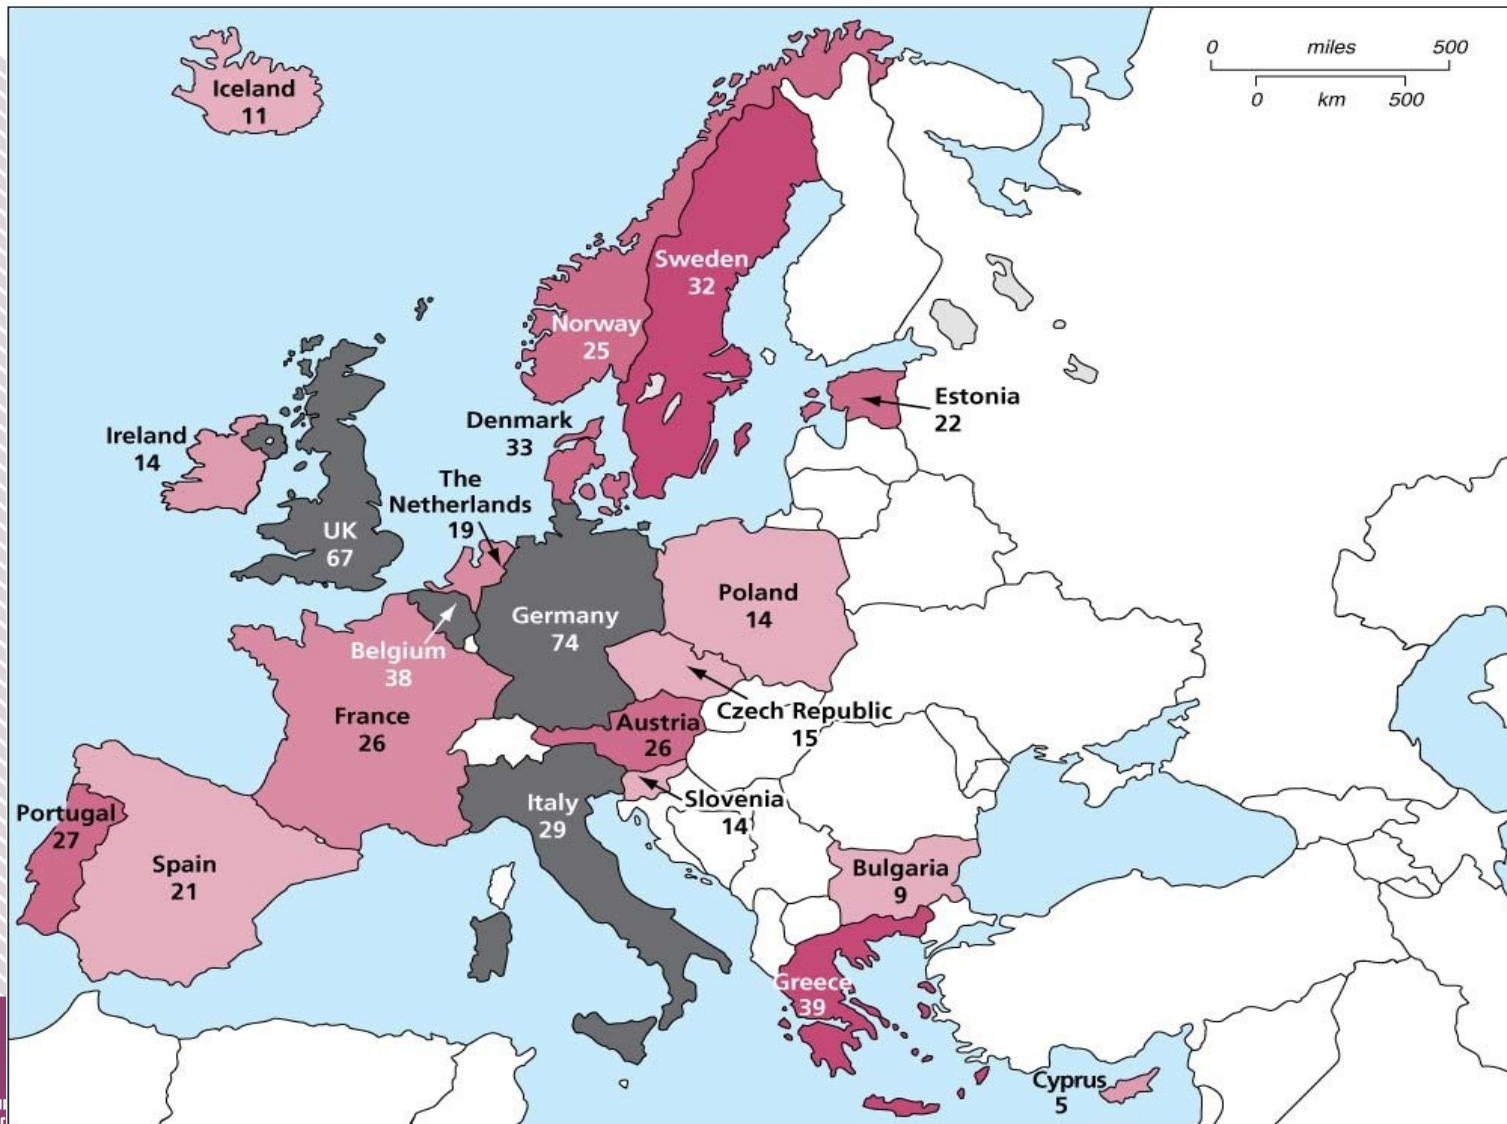 0 miles 500
0 km 500
Iceland
11
Sweden
32
Norway
25
Estonia
22
Denmark
33
Ireland
14
The
Netherlands
19
UK
67
Germany
74
Poland
14
Belgium
38
France
26
Czech Republic
15
Austria
26
Slovenia
14
Italy
29
Portugal
27
Spain
21
Bulgaria
9
Greece
39
Cyprus
5